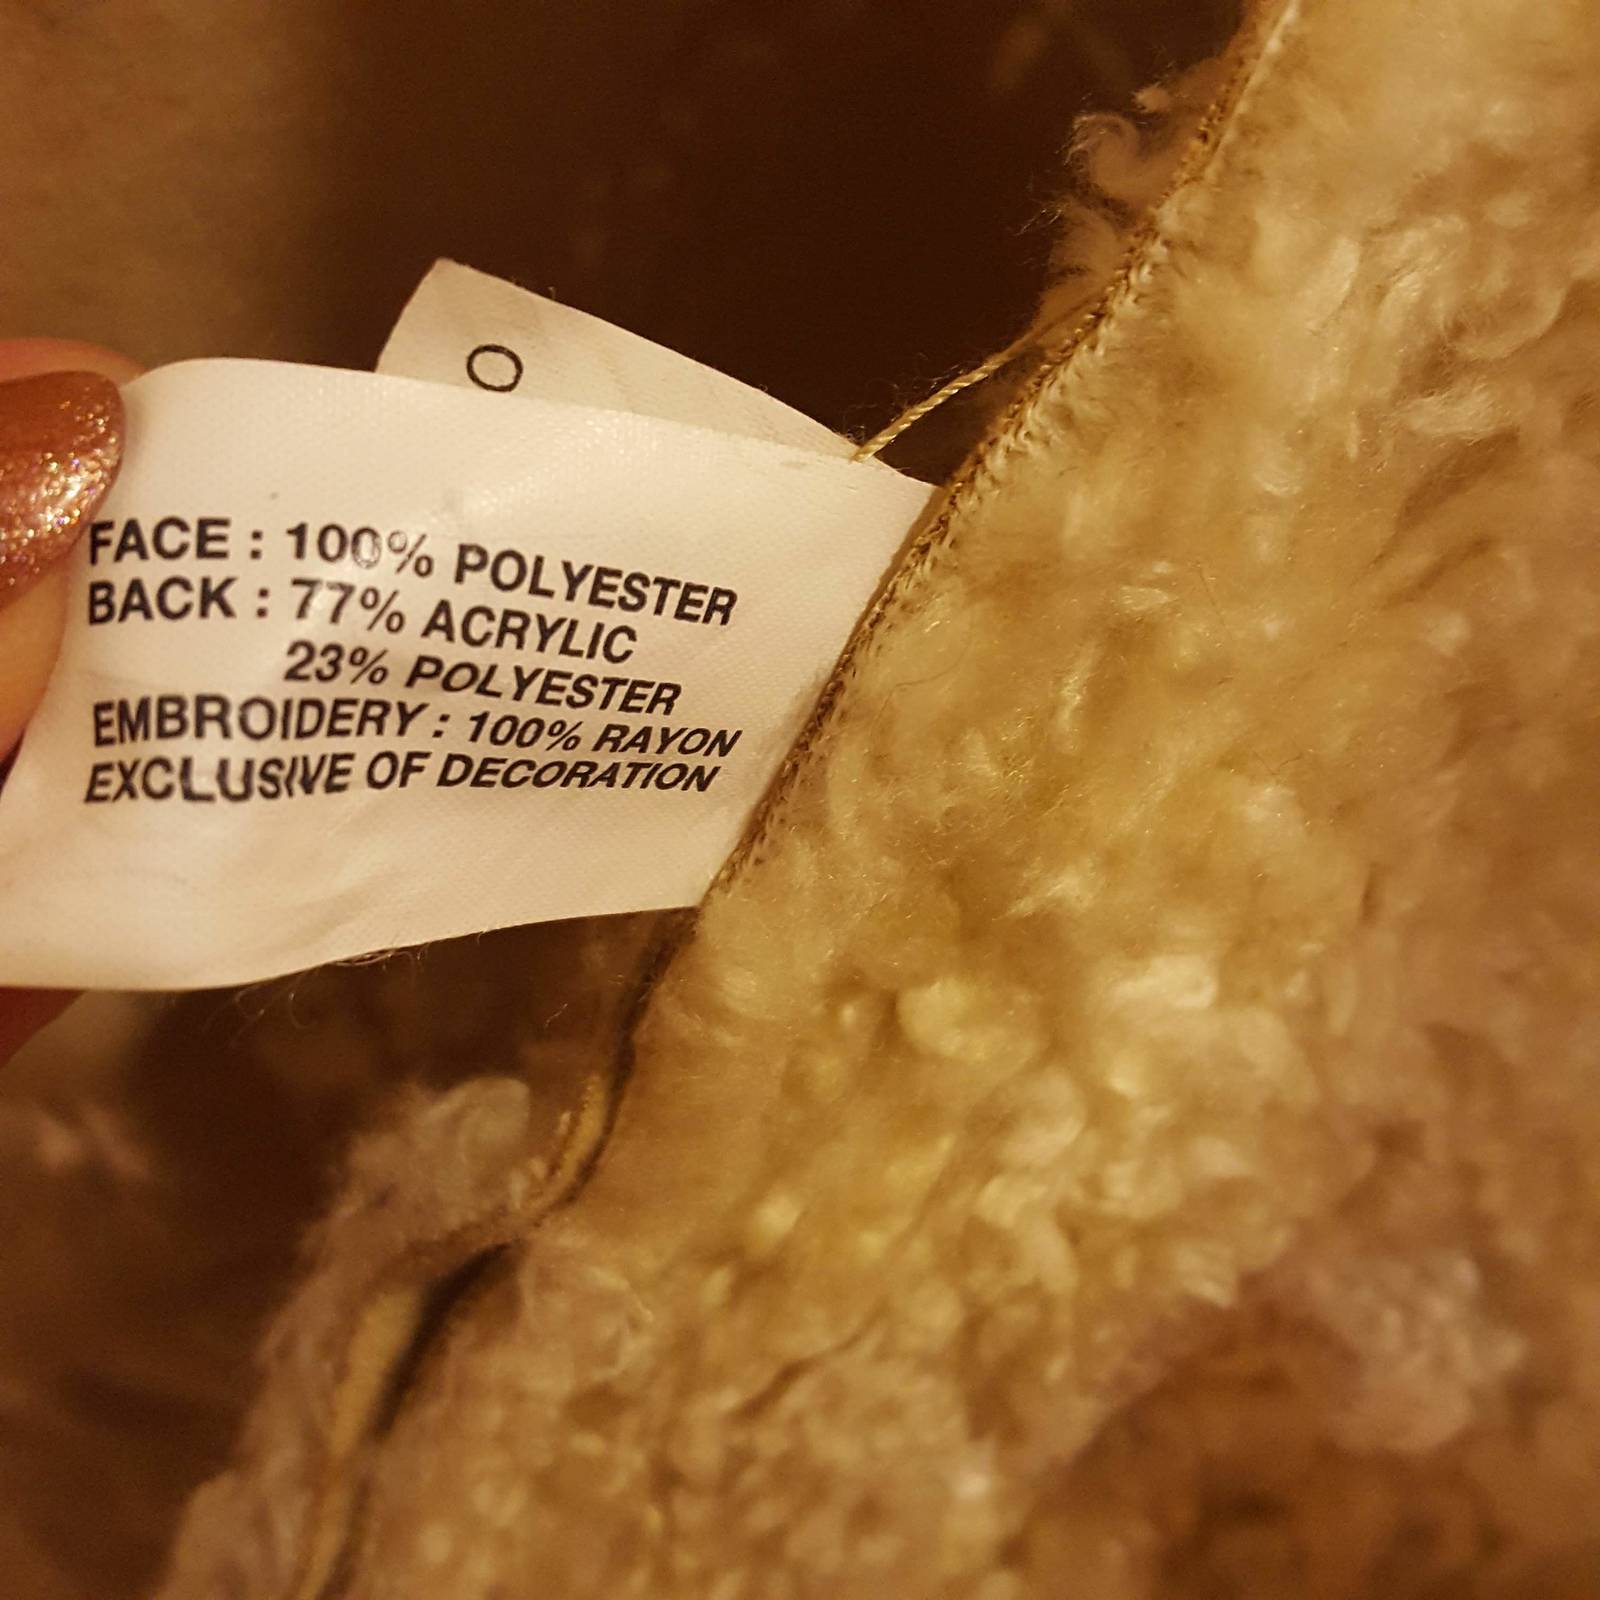 O
FACE : 100% POLYESTER
BACK : 77% ACRYLIC
23% POLYESTER
EMBROIDERY : 100% RAYON
EXCLUSIVE OF DECORATION